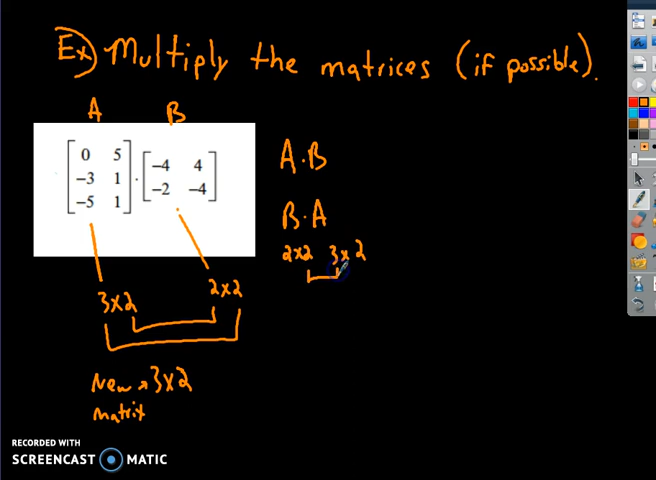 Ex) Multiply the matrices (if possible).
A B
0 5
-3 1
-5 1
·
-4 4
-2 -4
A·B
B·A
2x2 3x2
3x2 2x2
New → 3x2
matrix
RECORDED WITH
SCREENCAST MATIC